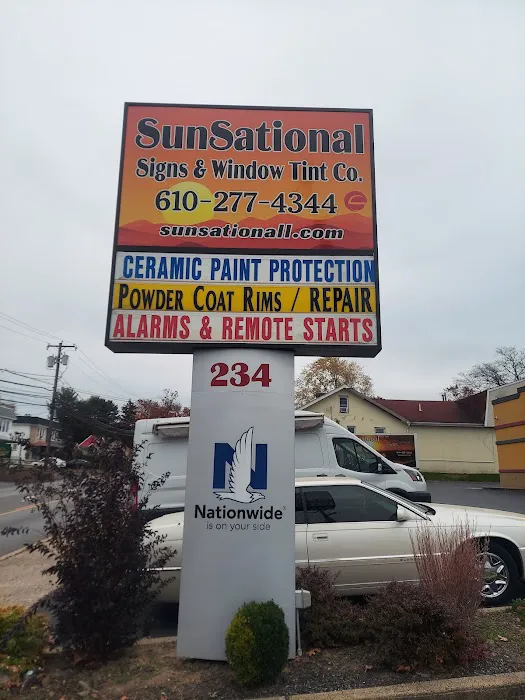 SunSational
Signs & Window Tint Co.
610-277-4344
sunsationall.com
CERAMIC PAINT PROTECTION
POWDER COAT RIMS / REPAIR
ALARMS & REMOTE STARTS
234
N
Nationwide
is on your side